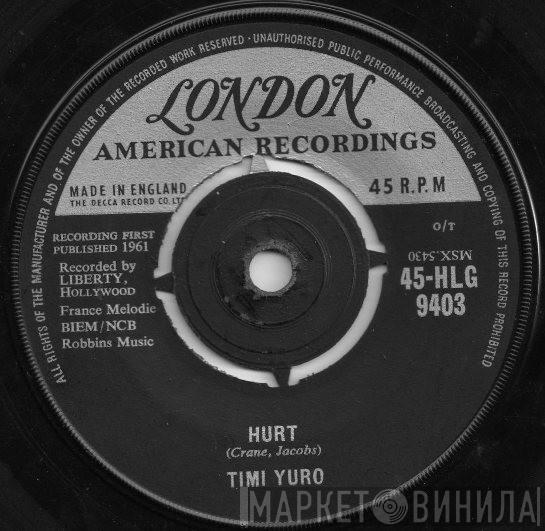 ALL RIGHTS OF THE MANUFACTURER AND OF THE OWNER OF THE RECORDED WORK RESERVED · UNAUTHORISED PUBLIC PERFORMANCE BROADCASTING AND COPYING OF THIS RECORD PROHIBITED
LONDON
AMERICAN RECORDINGS
MADE IN ENGLAND
THE DECCA RECORD CO. LTD
45 R.P.M
RECORDING FIRST
PUBLISHED 1961
Recorded by
LIBERTY,
HOLLYWOOD
France Melodie
BIEM/NCB
Robbins Music
O/T
MSX.5430
45-HLG
9403
HURT
(Crane, Jacobs)
TIMI YURO
МАРКЕТ ВИНИЛА